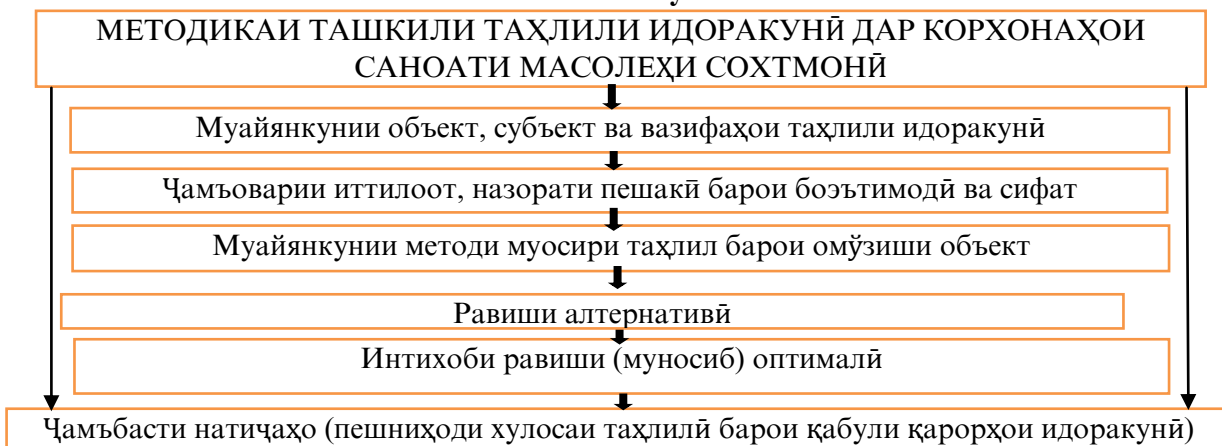 МЕТОДИКАИ ТАШКИЛИ ТАҲЛИЛИ ИДОРАКУНӢ ДАР КОРХОНАҲОИ
САНОАТИ МАСОЛЕҲИ СОХТМОНӢ
Муайянкунии объект, субъект ва вазифаҳои таҳлили идоракунӣ
Ҷамъоварии иттилоот, назорати пешакӣ барои боэътимодӣ ва сифат
Муайянкунии методи муосири таҳлил барои омӯзиши объект
Равиши алтернативӣ
Интихоби равиши (муносиб) оптималӣ
Ҷамъбасти натиҷаҳо (пешниҳоди хулосаи таҳлилӣ барои қабули қарорҳои идоракунӣ)